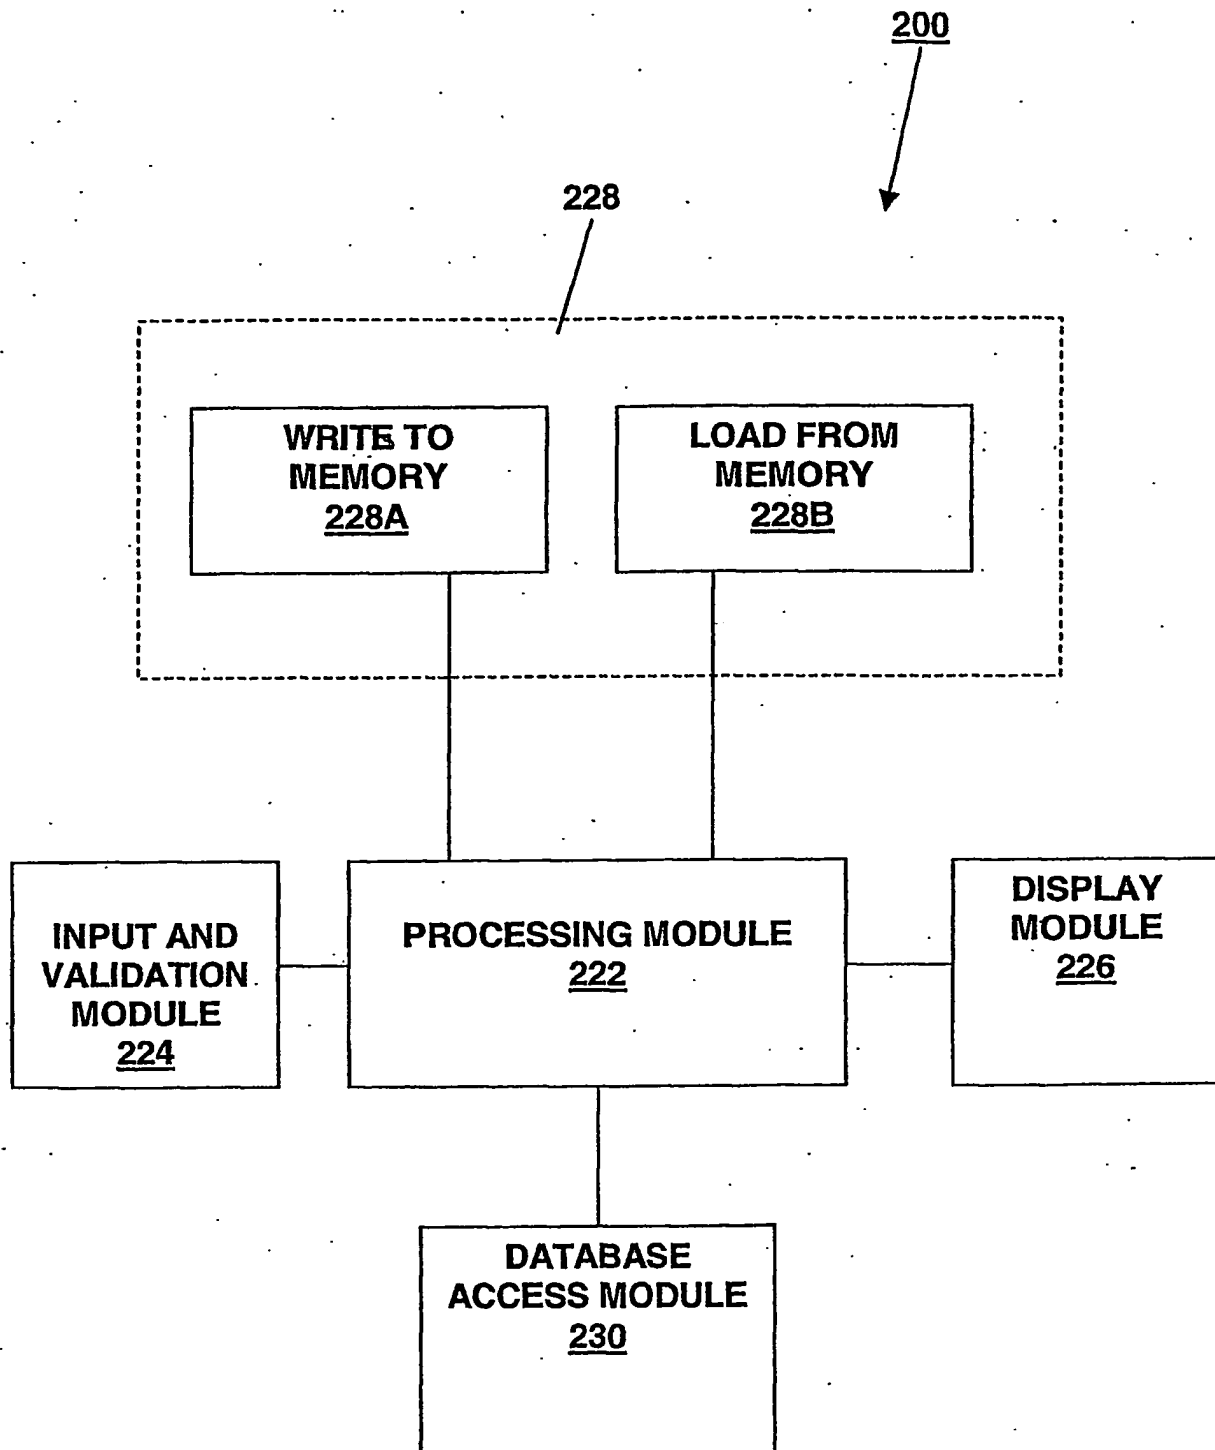 200
228
WRITE TO
MEMORY
228A
LOAD FROM
MEMORY
228B
INPUT AND
VALIDATION
MODULE
224
PROCESSING MODULE
222
DISPLAY
MODULE
226
DATABASE
ACCESS MODULE
230